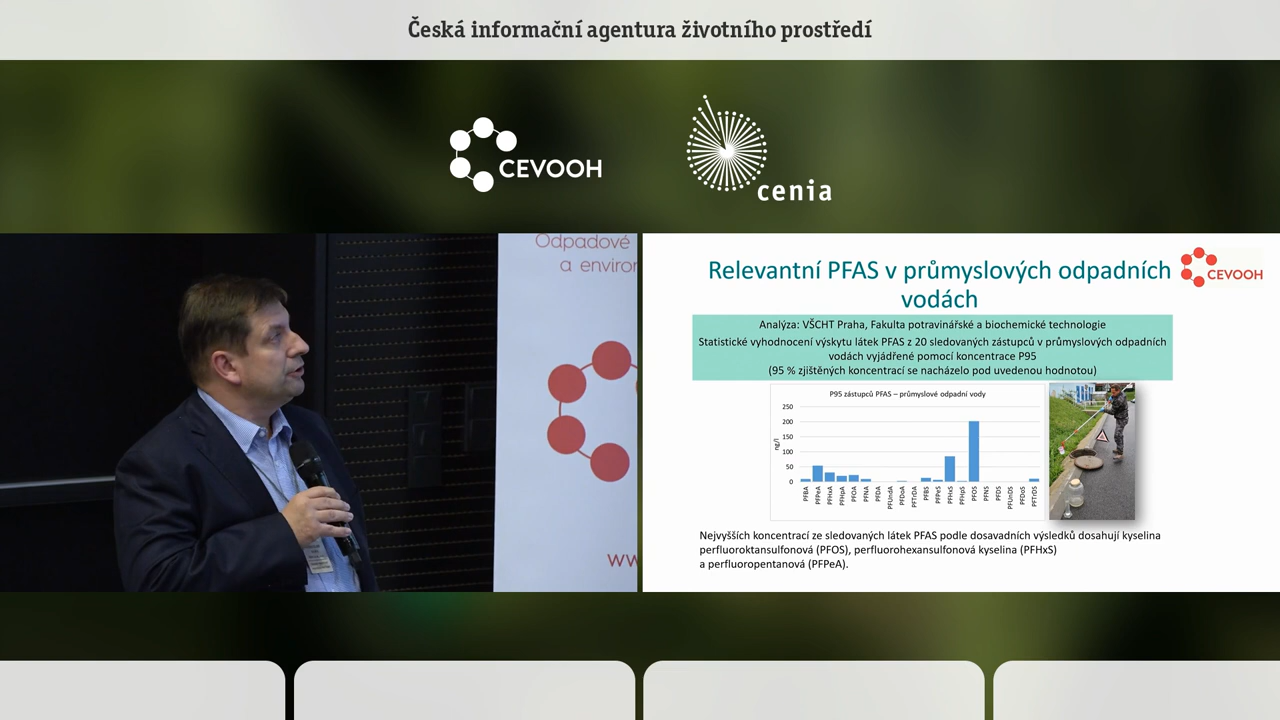 Česká informační agentura životního prostředí
CEVOOH
cenia
Odpadové
a environ
ww
Relevantní PFAS v průmyslových odpadních
vodách
CEVOOH
Analýza: VŠCHT Praha, Fakulta potravinářské a biochemické technologie
Statistické vyhodnocení výskytu látek PFAS z 20 sledovaných zástupců v průmyslových odpadních
vodách vyjádřené pomocí koncentrace P95
(95 % zjištěných koncentrací se nacházelo pod uvedenou hodnotou)
P95 zástupců PFAS – průmyslové odpadní vody
ng/l
250
200
150
100
50
0
PFBA
PFPeA
PFHxA
PFHpA
PFOA
PFNA
PFDA
PFUnDA
PFDoA
PFTrDA
PFBS
PFPeS
PFHxS
PFHpS
PFOS
PFNS
PFDS
PFUnDS
PFDoS
PFTrDS
Nejvyšších koncentrací ze sledovaných látek PFAS podle dosavadních výsledků dosahují kyselina
perfluoroktansulfonová (PFOS), perfluorohexansulfonová kyselina (PFHxS)
a perfluoropentanová (PFPeA).